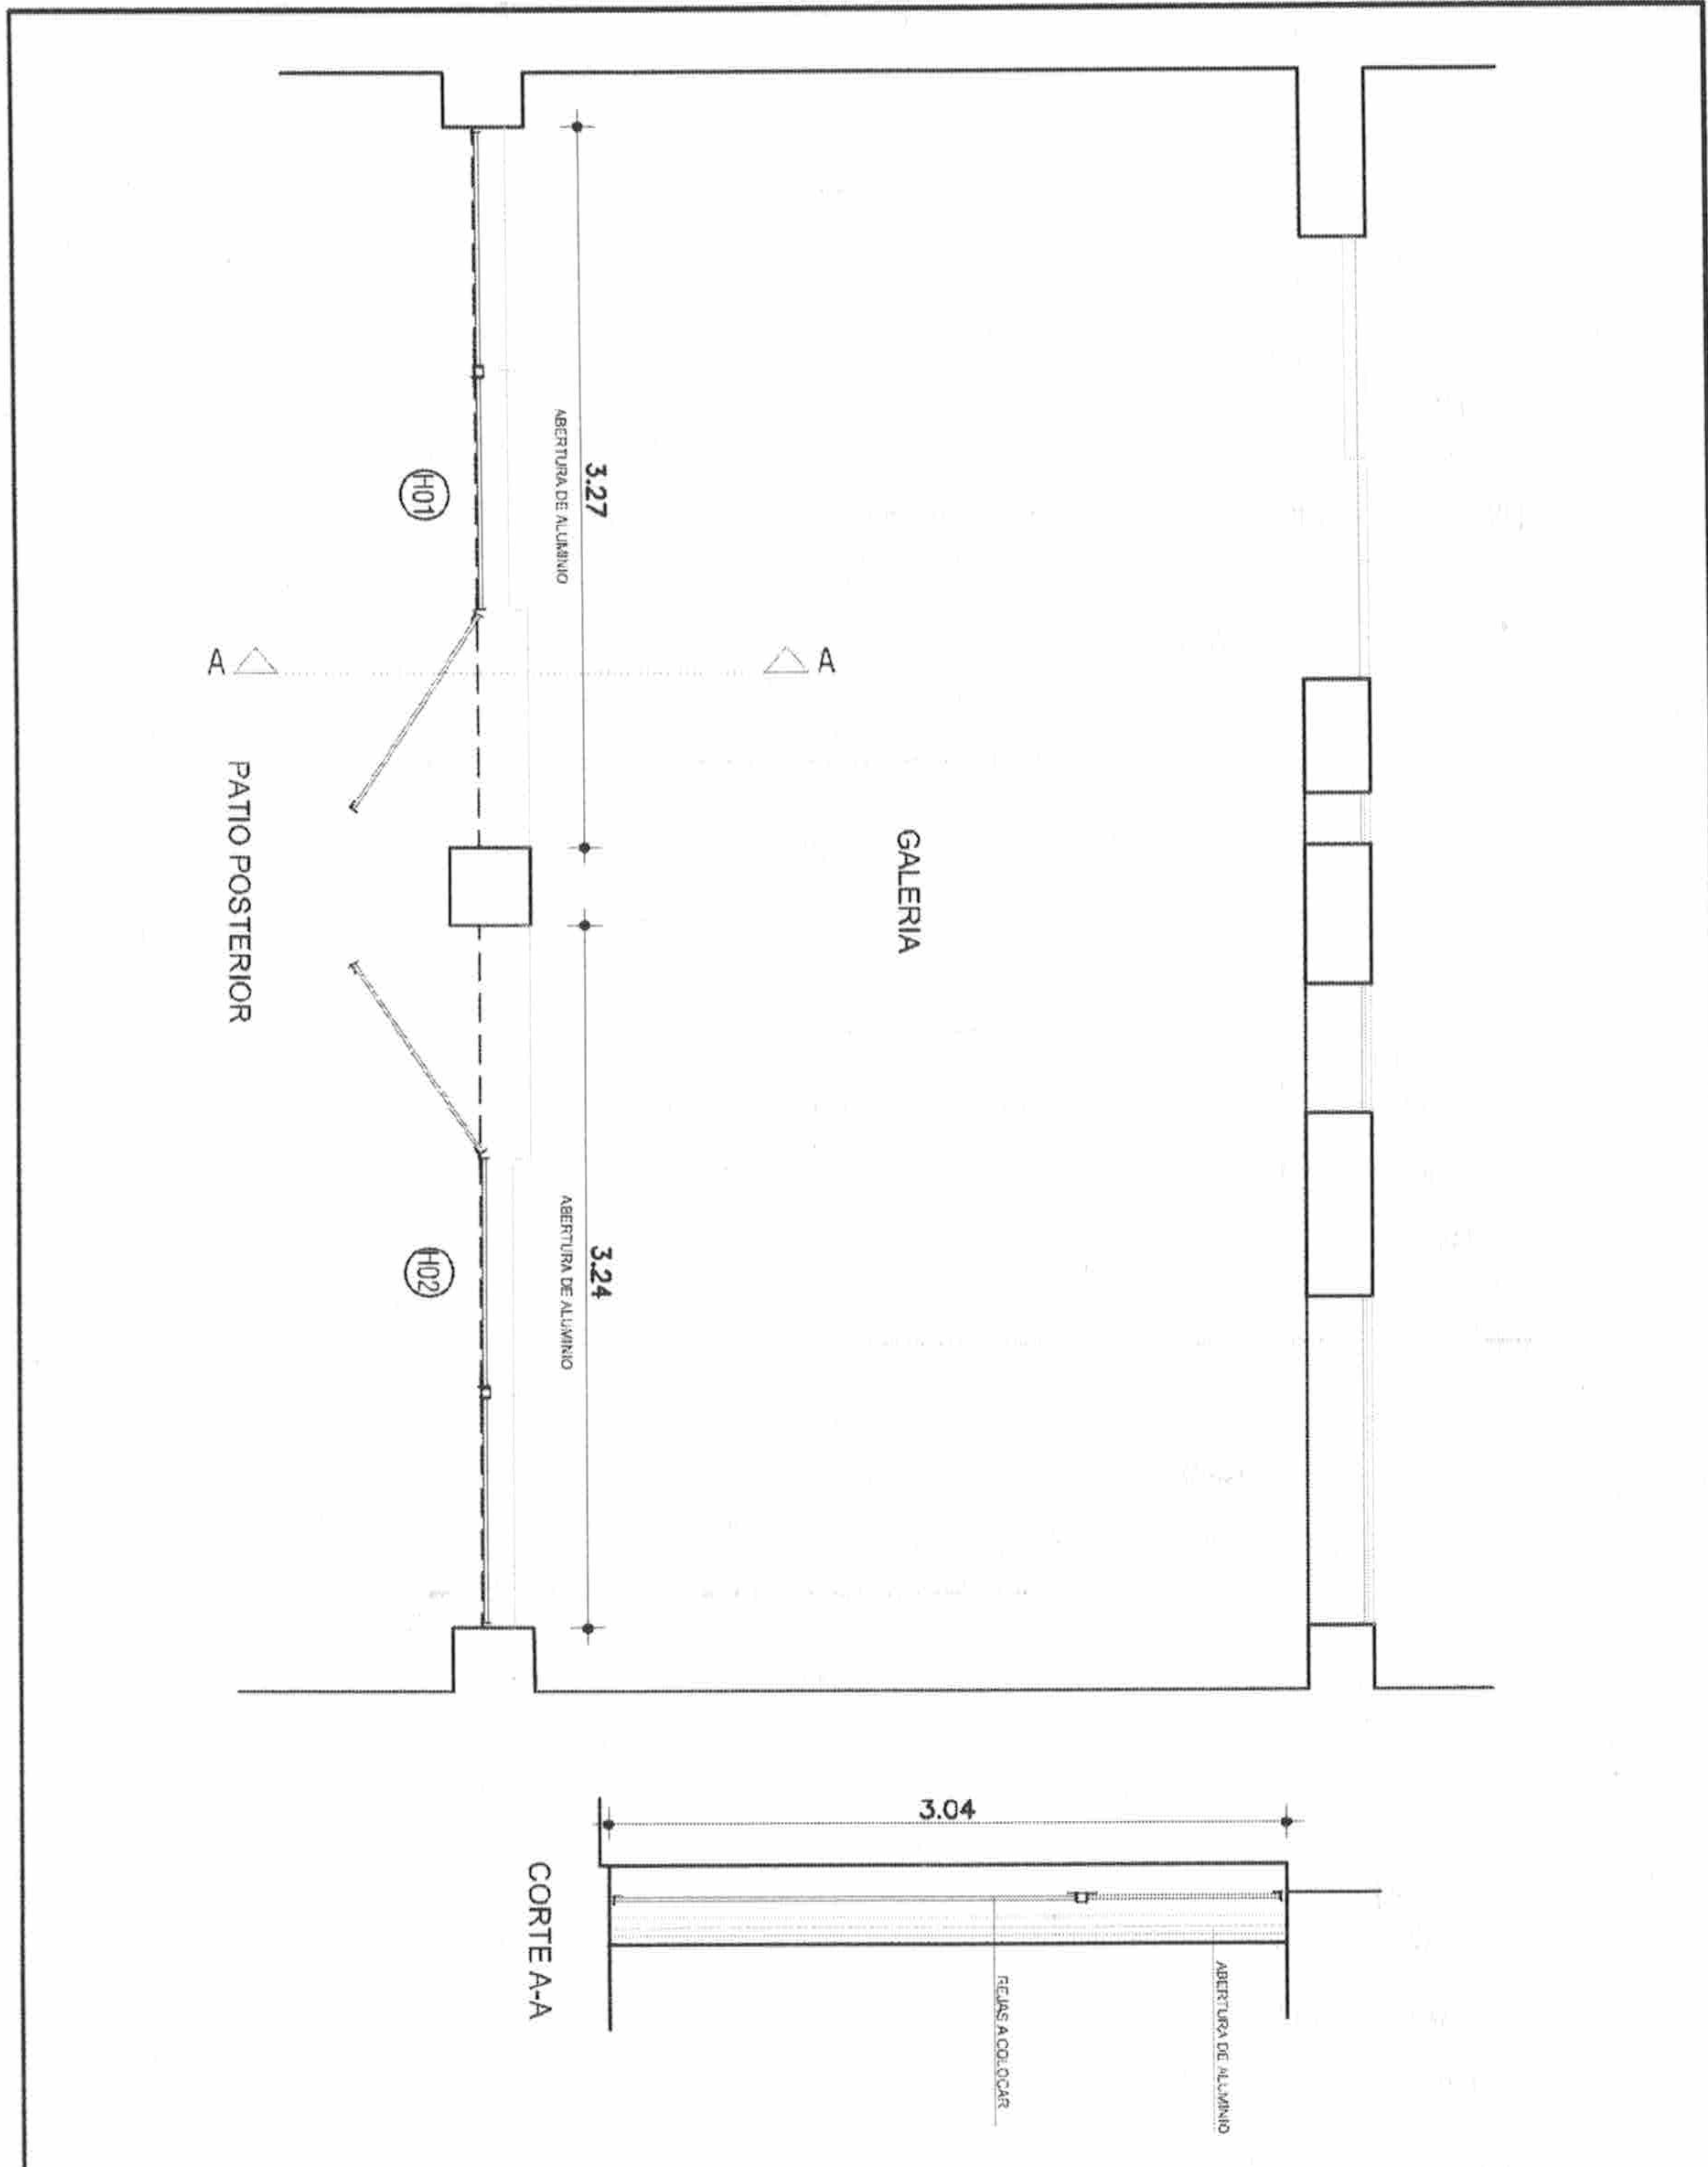 3.27
ABERTURA DE ALUMINIO
H01
A
A
GALERIA
PATIO POSTERIOR
3.24
ABERTURA DE ALUMINIO
H02
3.04
CORTE A-A
REJAS A COLOCAR
ABERTURA DE ALUMINIO